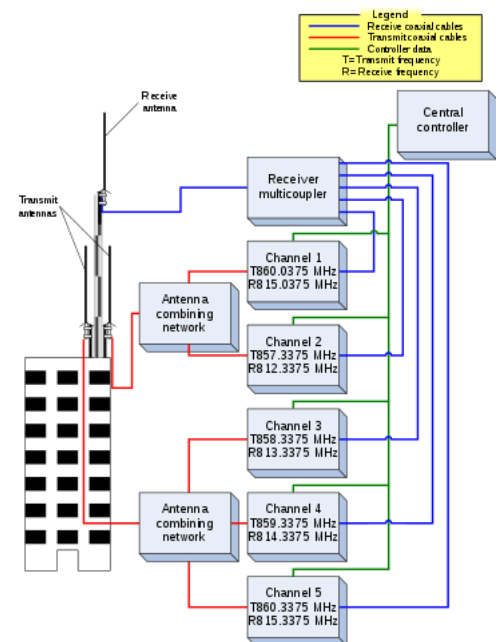 Legend
Receive coaxial cables
Transmit coaxial cables
Controller data
T=Transmit frequency
R=Receive frequency
Receive
antenna
Central
controller
Receiver
multicoupler
Transmit
antennas
Channel 1
T860.0375 MHz
R815.0375 MHz
Antenna
combining
network
Channel 2
T857.3375 MHz
R812.3375 MHz
Channel 3
T858.3375 MHz
R813.3375 MHz
Antenna
combining
network
Channel 4
T859.3375 MHz
R814.3375 MHz
Channel 5
T860.3375 MHz
R815.3375 MHz